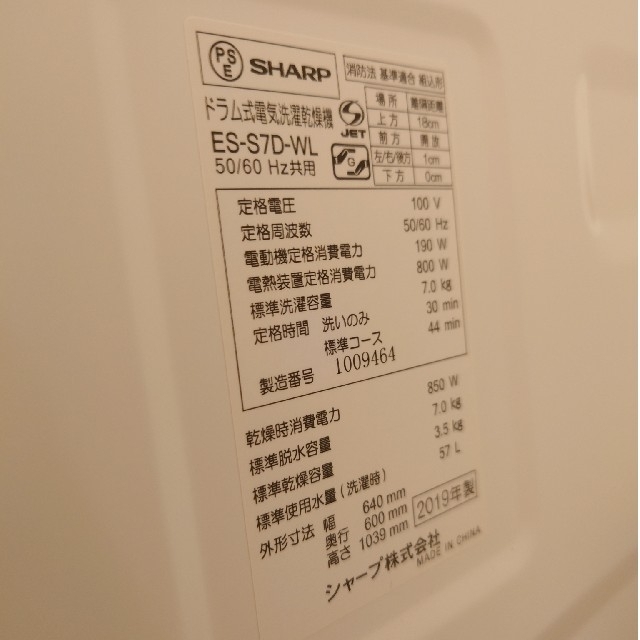 PSE SHARP
ドラム式電気洗濯乾燥機
ES-S7D-WL
50/60 Hz共用
S JET
G
消防法 基準適合 組込形
場所 離隔距離
上方 18cm
前方 開放
左/右/後方 1cm
下方 0cm
定格電圧 100 V
定格周波数 50/60 Hz
電動機定格消費電力 190 W
電熱装置定格消費電力 800 W
標準洗濯容量 7.0 kg
定格時間 洗いのみ 30 min
標準コース 44 min
製造番号 1009464
乾燥時消費電力 850 W
標準脱水容量 7.0 kg
標準乾燥容量 3.5 kg
標準使用水量(洗濯時) 57 L
外形寸法 幅 640 mm
奥行 600 mm
高さ 1039 mm
2019年製
シャープ株式会社
MADE IN CHINA